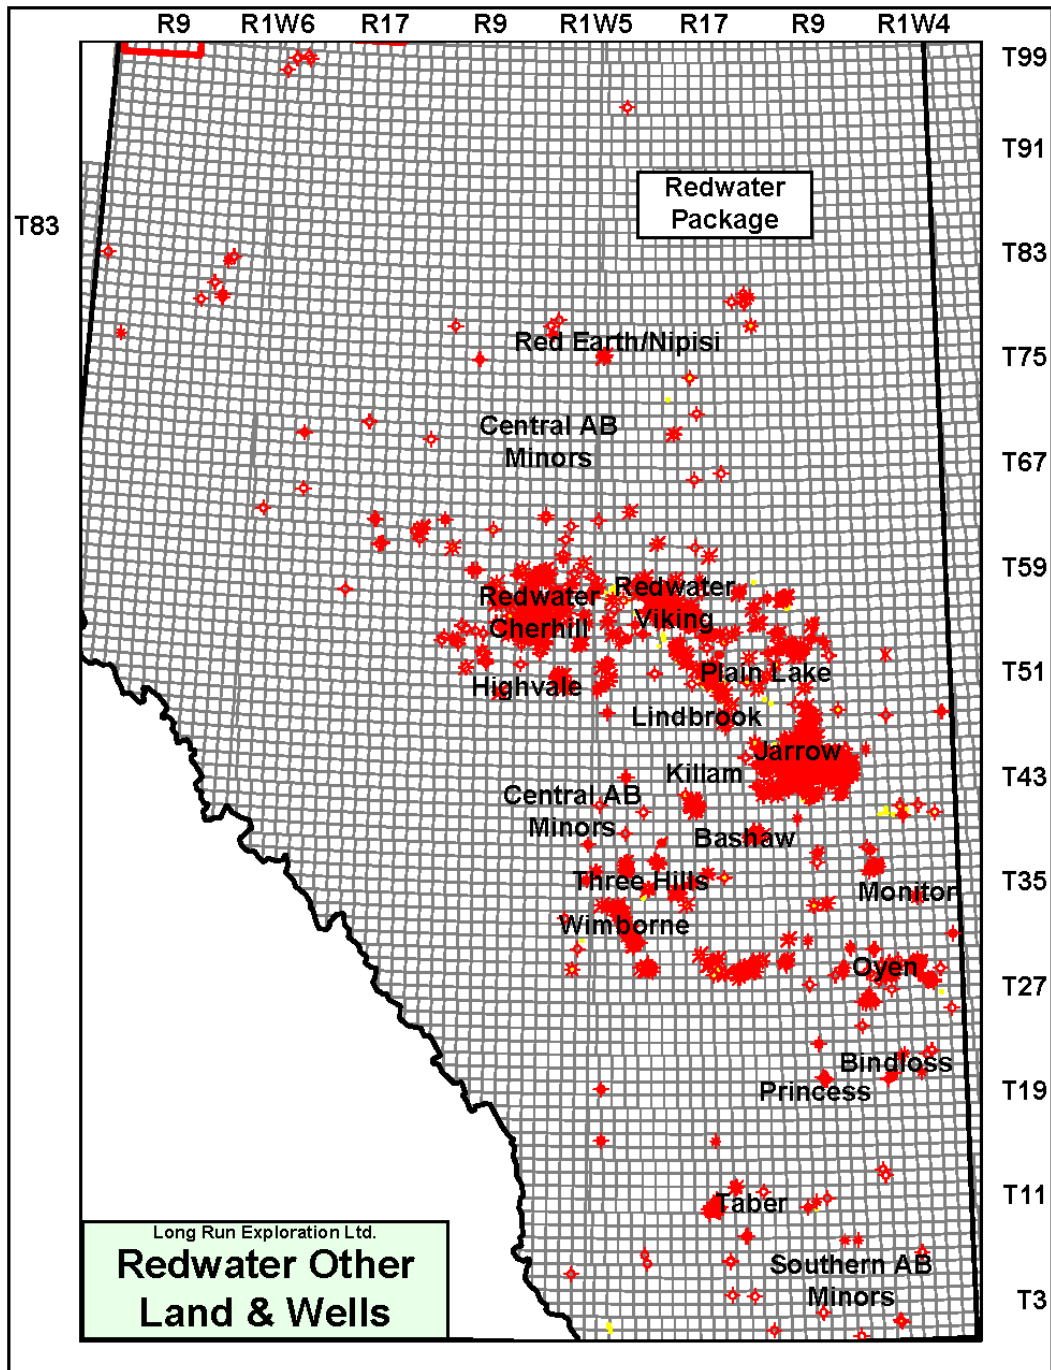 R9 R1W6 R17 R9 R1W5 R17 R9 R1W4
T99
T91
Redwater
Package
T83 T83
Red Earth/Nipisi
T75
Central AB
Minors
T67
T59
Redwater
Cherhill
Redwater
Viking
Plain Lake
T51
Highvale
Lindbrook
Jarrow
Killam
T43
Central AB
Minors
Bashaw
Three Hills
T35
Monitor
Wimborne
Oyen
T27
Bindloss
Princess
T19
Taber
T11
Southern AB
Minors
T3
Long Run Exploration Ltd.
Redwater Other
Land & Wells